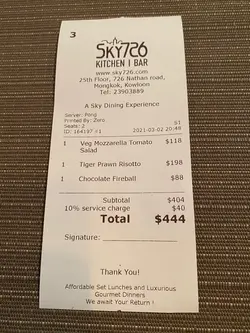 3
SKY726
KITCHEN | BAR
www.sky726.com
25th Floor, 726 Nathan road,
Mongkok, Kowloon
Tel: 23903889
A Sky Dining Experience
Server: Pong
Printed By: Zero
Seats: 2 S1
ID: 164197 <1 2021-03-02 20:48
1 Veg Mozzarella Tomato Salad $118
1 Tiger Prawn Risotto $198
1 Chocolate Fireball $88
Subtotal $404
10% service charge $40
Total $444
Signature:
Thank You!
Affordable Set Lunches and Luxurious
Gourmet Dinners
We await Your Return !